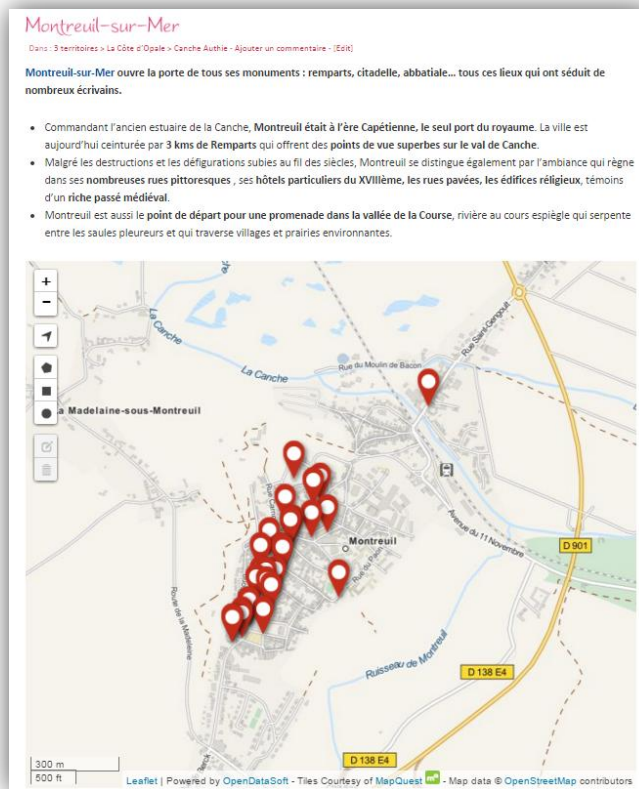 Montreuil-sur-Mer
Dans : 3 territoires > La Côte d'Opale > Canche Authie - Ajouter un commentaire - [Edit]
Montreuil-sur-Mer ouvre la porte de tous ses monuments : remparts, citadelle, abbatiale... tous ces lieux qui ont séduit de
nombreux écrivains.
• Commandant l'ancien estuaire de la Canche, Montreuil était à l'ère Capétienne, le seul port du royaume. La ville est
aujourd'hui ceinturée par 3 kms de Remparts qui offrent des points de vue superbes sur le val de Canche.
• Malgré les destructions et les défigurations subies au fil des siècles, Montreuil se distingue également par l'ambiance qui règne
dans ses nombreuses rues pittoresques , ses hôtels particuliers du XVIIIème, les rues pavées, les édifices religieux, témoins
d'un riche passé médiéval.
• Montreuil est aussi le point de départ pour une promenade dans la vallée de la Course, rivière au cours espiègle qui serpente
entre les saules pleureurs et qui traverse villages et prairies environnantes.
+
−
La Canche
La Canche
Rue du Moulin de Bacon
Rue Saint-Gengoult
a Madelaine-sous-Montreuil
Rue Carn
Montreuil
Rue du Paon
Avenue du 11 Novembre
D 901
Route de la Madeleine
Ruisseau de Montreuil
D 138 E4
D 138 E4
erck
300 m
500 ft
Leaflet | Powered by OpenDataSoft - Tiles Courtesy of MapQuest - Map data © OpenStreetMap contributors